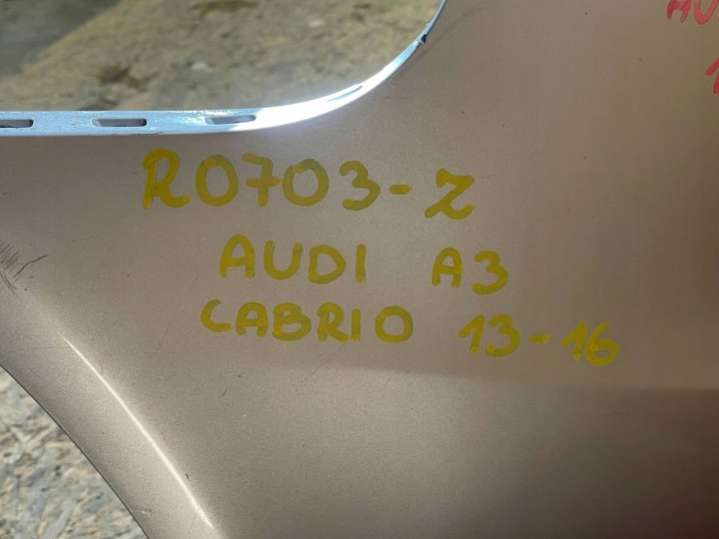 R0703-Z
AUDI A3
CABRIO 13-16